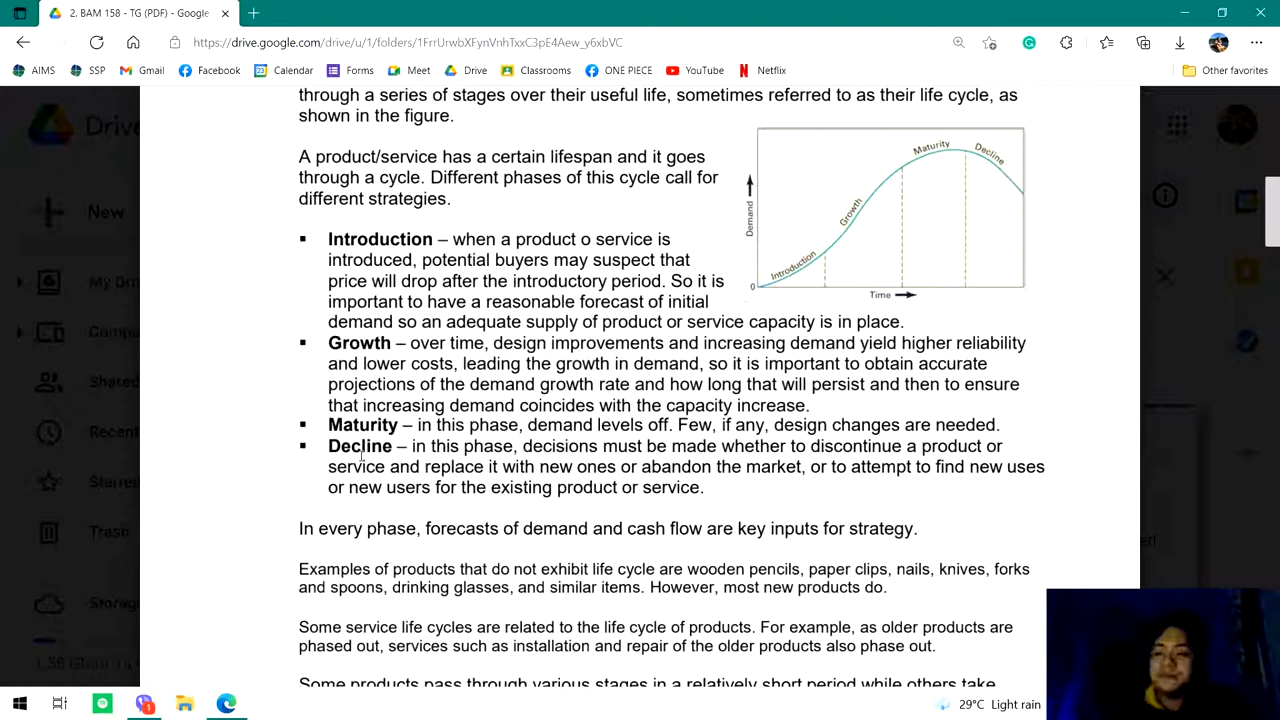 2. BAM 158 - TG (PDF) - Google
https://drive.google.com/drive/u/1/folders/1FrrUrwbXFynVnhTxxC3pE4Aew_y6xbVC
AIMS SSP Gmail Facebook Calendar Forms Meet Drive Classrooms ONE PIECE YouTube Netflix Other favorites
through a series of stages over their useful life, sometimes referred to as their life cycle, as
shown in the figure.
A product/service has a certain lifespan and it goes
through a cycle. Different phases of this cycle call for
different strategies.
Demand
Introduction
Growth
Maturity
Decline
0
Time
▪ Introduction – when a product o service is
introduced, potential buyers may suspect that
price will drop after the introductory period. So it is
important to have a reasonable forecast of initial
demand so an adequate supply of product or service capacity is in place.
▪ Growth – over time, design improvements and increasing demand yield higher reliability
and lower costs, leading the growth in demand, so it is important to obtain accurate
projections of the demand growth rate and how long that will persist and then to ensure
that increasing demand coincides with the capacity increase.
▪ Maturity – in this phase, demand levels off. Few, if any, design changes are needed.
▪ Decline – in this phase, decisions must be made whether to discontinue a product or
service and replace it with new ones or abandon the market, or to attempt to find new uses
or new users for the existing product or service.
In every phase, forecasts of demand and cash flow are key inputs for strategy.
Examples of products that do not exhibit life cycle are wooden pencils, paper clips, nails, knives, forks
and spoons, drinking glasses, and similar items. However, most new products do.
Some service life cycles are related to the life cycle of products. For example, as older products are
phased out, services such as installation and repair of the older products also phase out.
Some products pass through various stages in a relatively short period while others take
Drive
New
My Dri
Compu
Shared
Recen
Starre
Trash
Storag
1
29°C Light rain